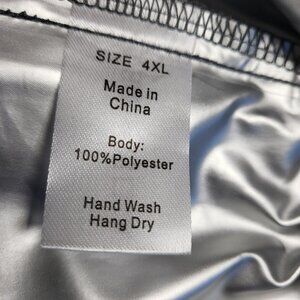 SIZE 4XL
Made in
China
Body:
100%Polyester
Hand Wash
Hang Dry